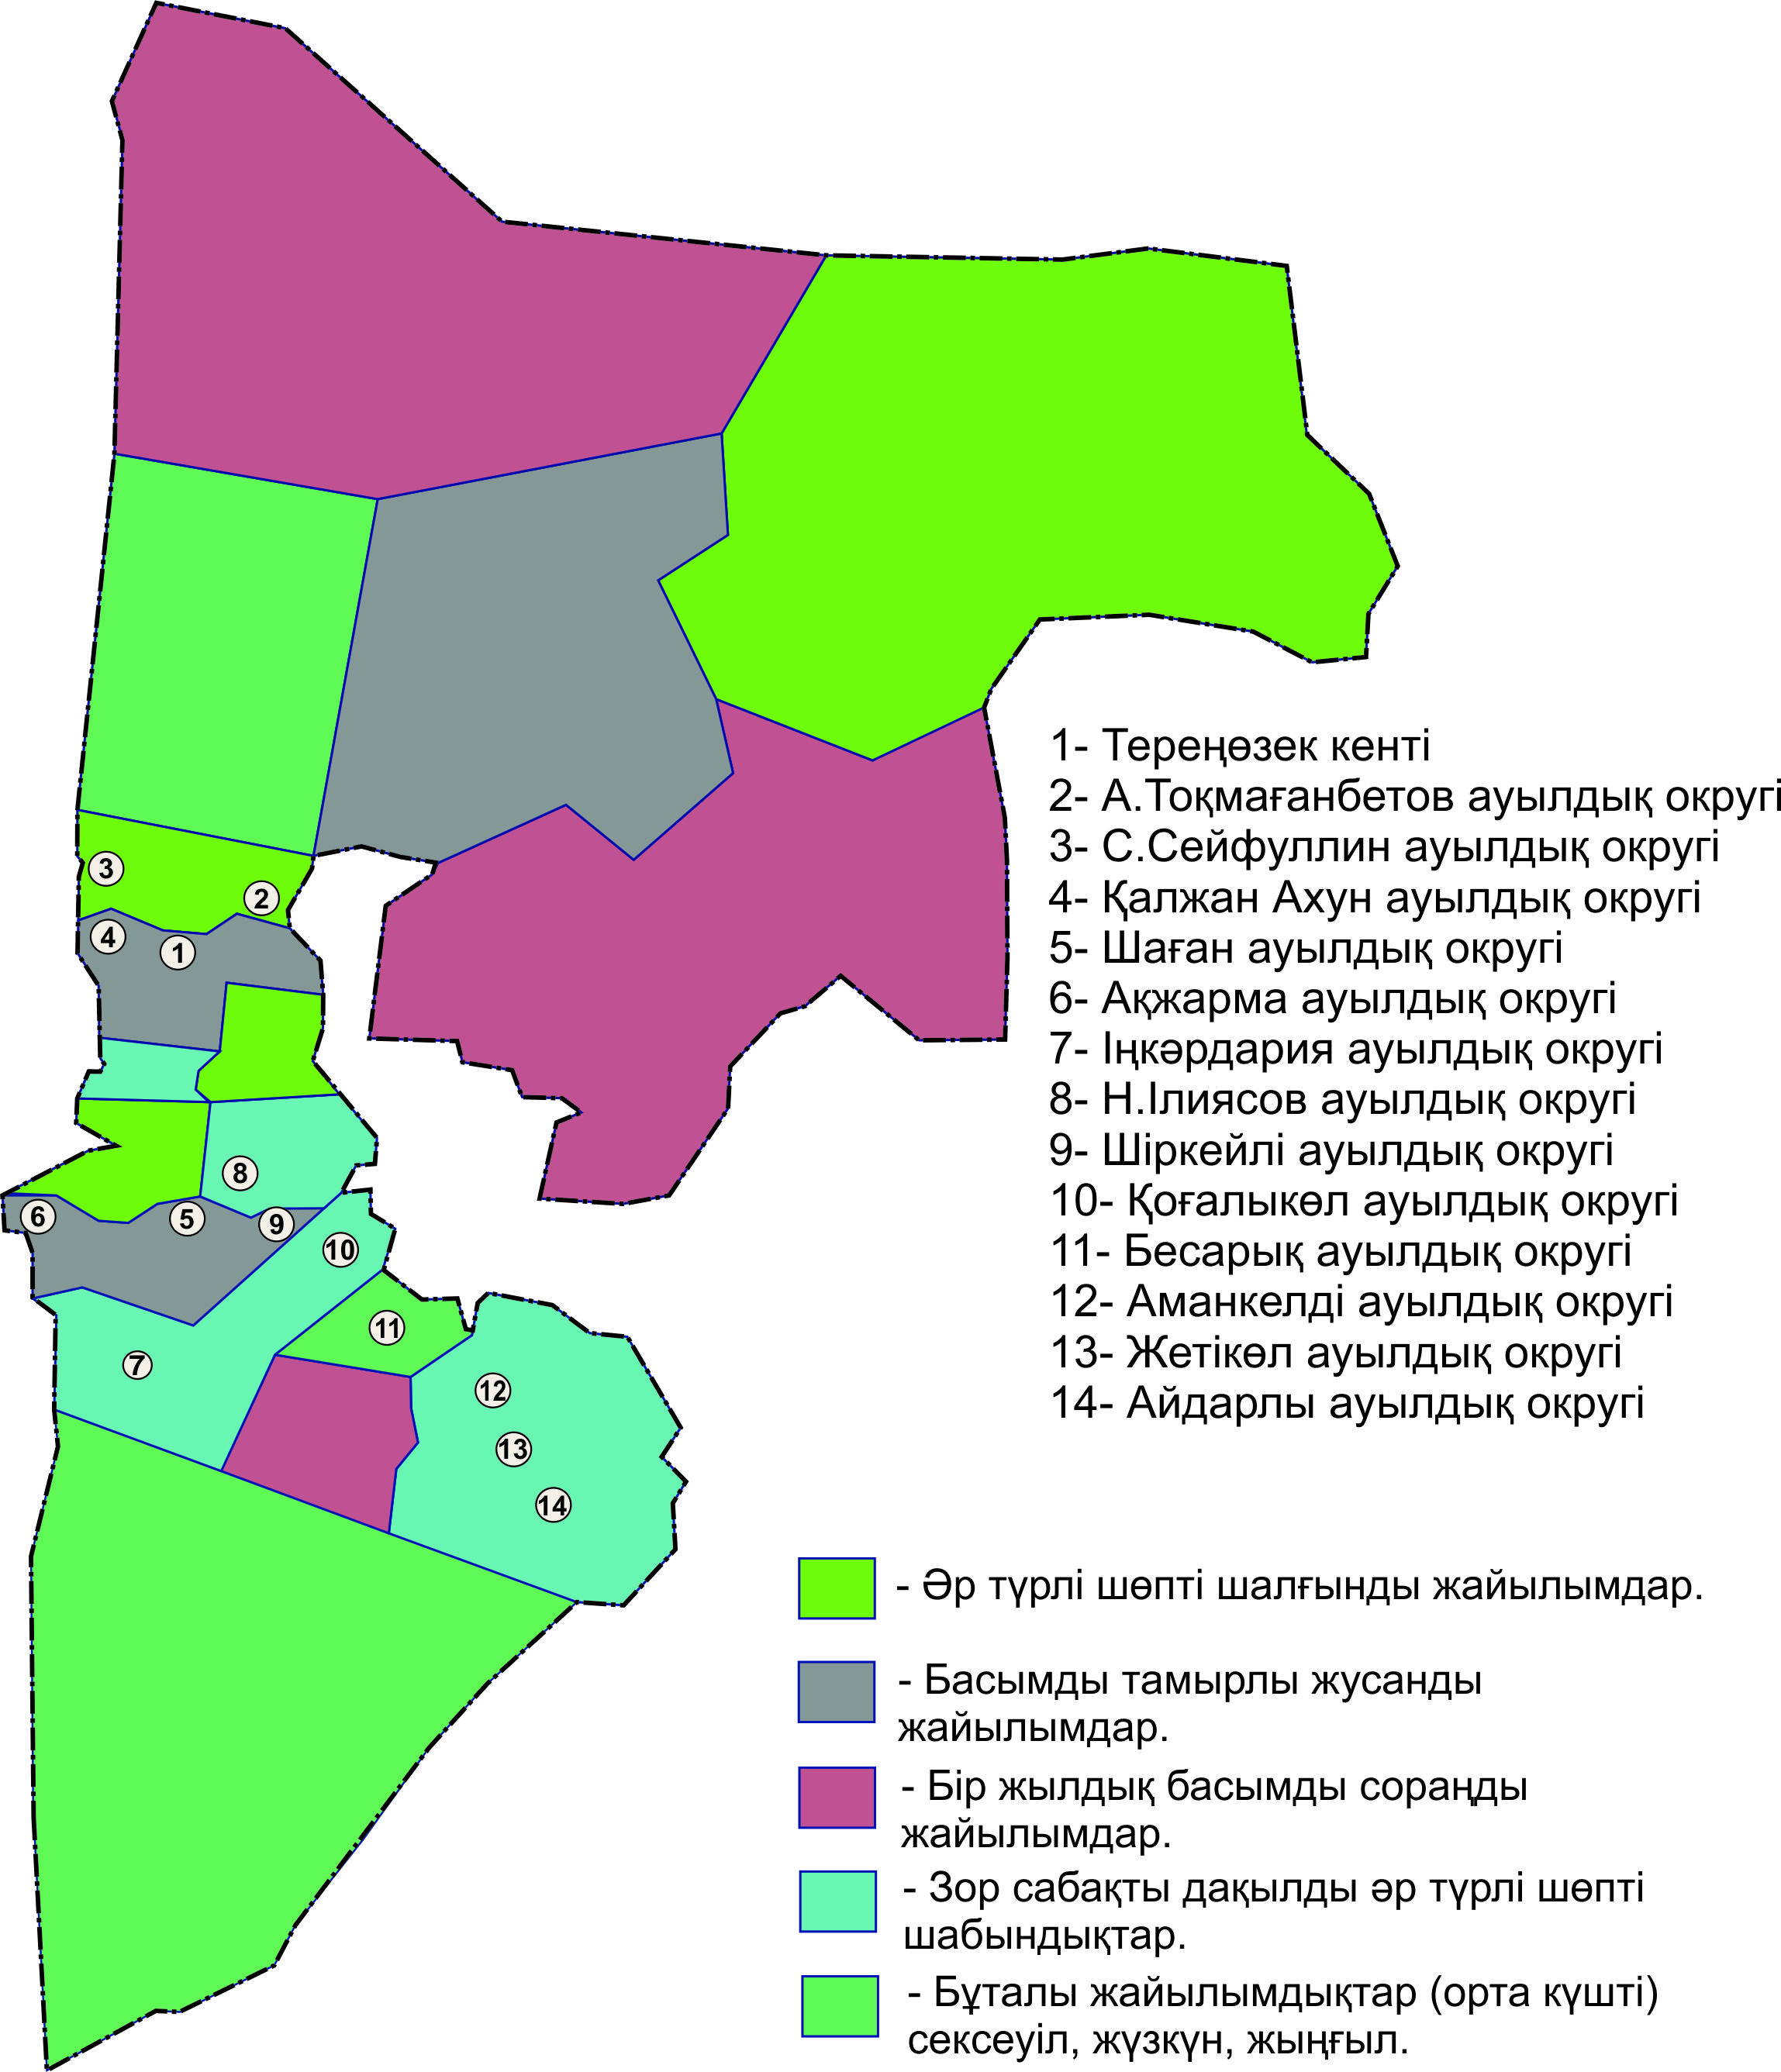 3
2
4
1
8
6
5
9
10
11
7
12
13
14
1- Тереңөзек кенті
2- А.Тоқмағанбетов ауылдық округі
3- С.Сейфуллин ауылдық округі
4- Қалжан Ахун ауылдық округі
5- Шаған ауылдық округі
6- Ақжарма ауылдық округі
7- Іңкәрдария ауылдық округі
8- Н.Ілиясов ауылдық округі
9- Шіркейлі ауылдық округі
10- Қоғалыкөл ауылдық округі
11- Бесарық ауылдық округі
12- Аманкелді ауылдық округі
13- Жетікөл ауылдық округі
14- Айдарлы ауылдық округі
- Әр түрлі шөпті шалғынды жайылымдар.
- Басымды тамырлы жусанды
жайылымдар.
- Бір жылдық басымды сораңды
жайылымдар.
- Зор сабақты дақылды әр түрлі шөпті
шабындықтар.
- Бұталы жайылымдықтар (орта күшті)
сексеуіл, жүзкүн, жыңғыл.